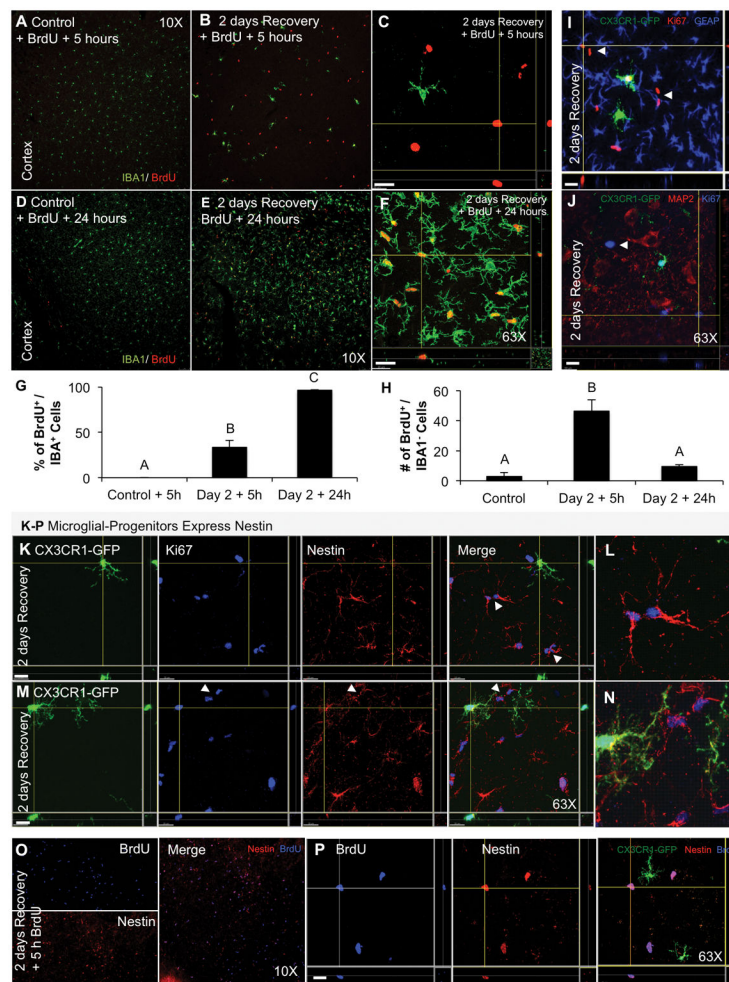 A Control
+ BrdU + 5 hours
10X
Cortex
IBA1/ BrdU
B 2 days Recovery
+ BrdU + 5 hours
C 2 days Recovery
+ BrdU + 5 hours
I CX3CR1-GFP Ki67 GFAP
2 days Recovery
D Control
+ BrdU + 24 hours
Cortex
IBA1/ BrdU
E 2 days Recovery
BrdU + 24 hours
10X
F 2 days Recovery
+ BrdU + 24 hours
63X
J CX3CR1-GFP MAP2 Ki67
2 days Recovery
63X
G
% of BrdU+ /
IBA+ Cells
100
50
0
A
B
C
Control + 5h
Day 2 + 5h
Day 2 + 24h
H
# of BrdU+ /
IBA1- Cells
60
40
20
0
A
B
A
Control
Day 2 + 5h
Day 2 + 24h
K-P Microglial-Progenitors Express Nestin
K CX3CR1-GFP
Ki67
Nestin
Merge
L
2 days Recovery
M CX3CR1-GFP
N
2 days Recovery
63X
O BrdU
Nestin
2 days Recovery
+ 5 h BrdU
Merge
Nestin BrdU
10X
P BrdU
Nestin
CX3CR1-GFP Nestin Brd
63X